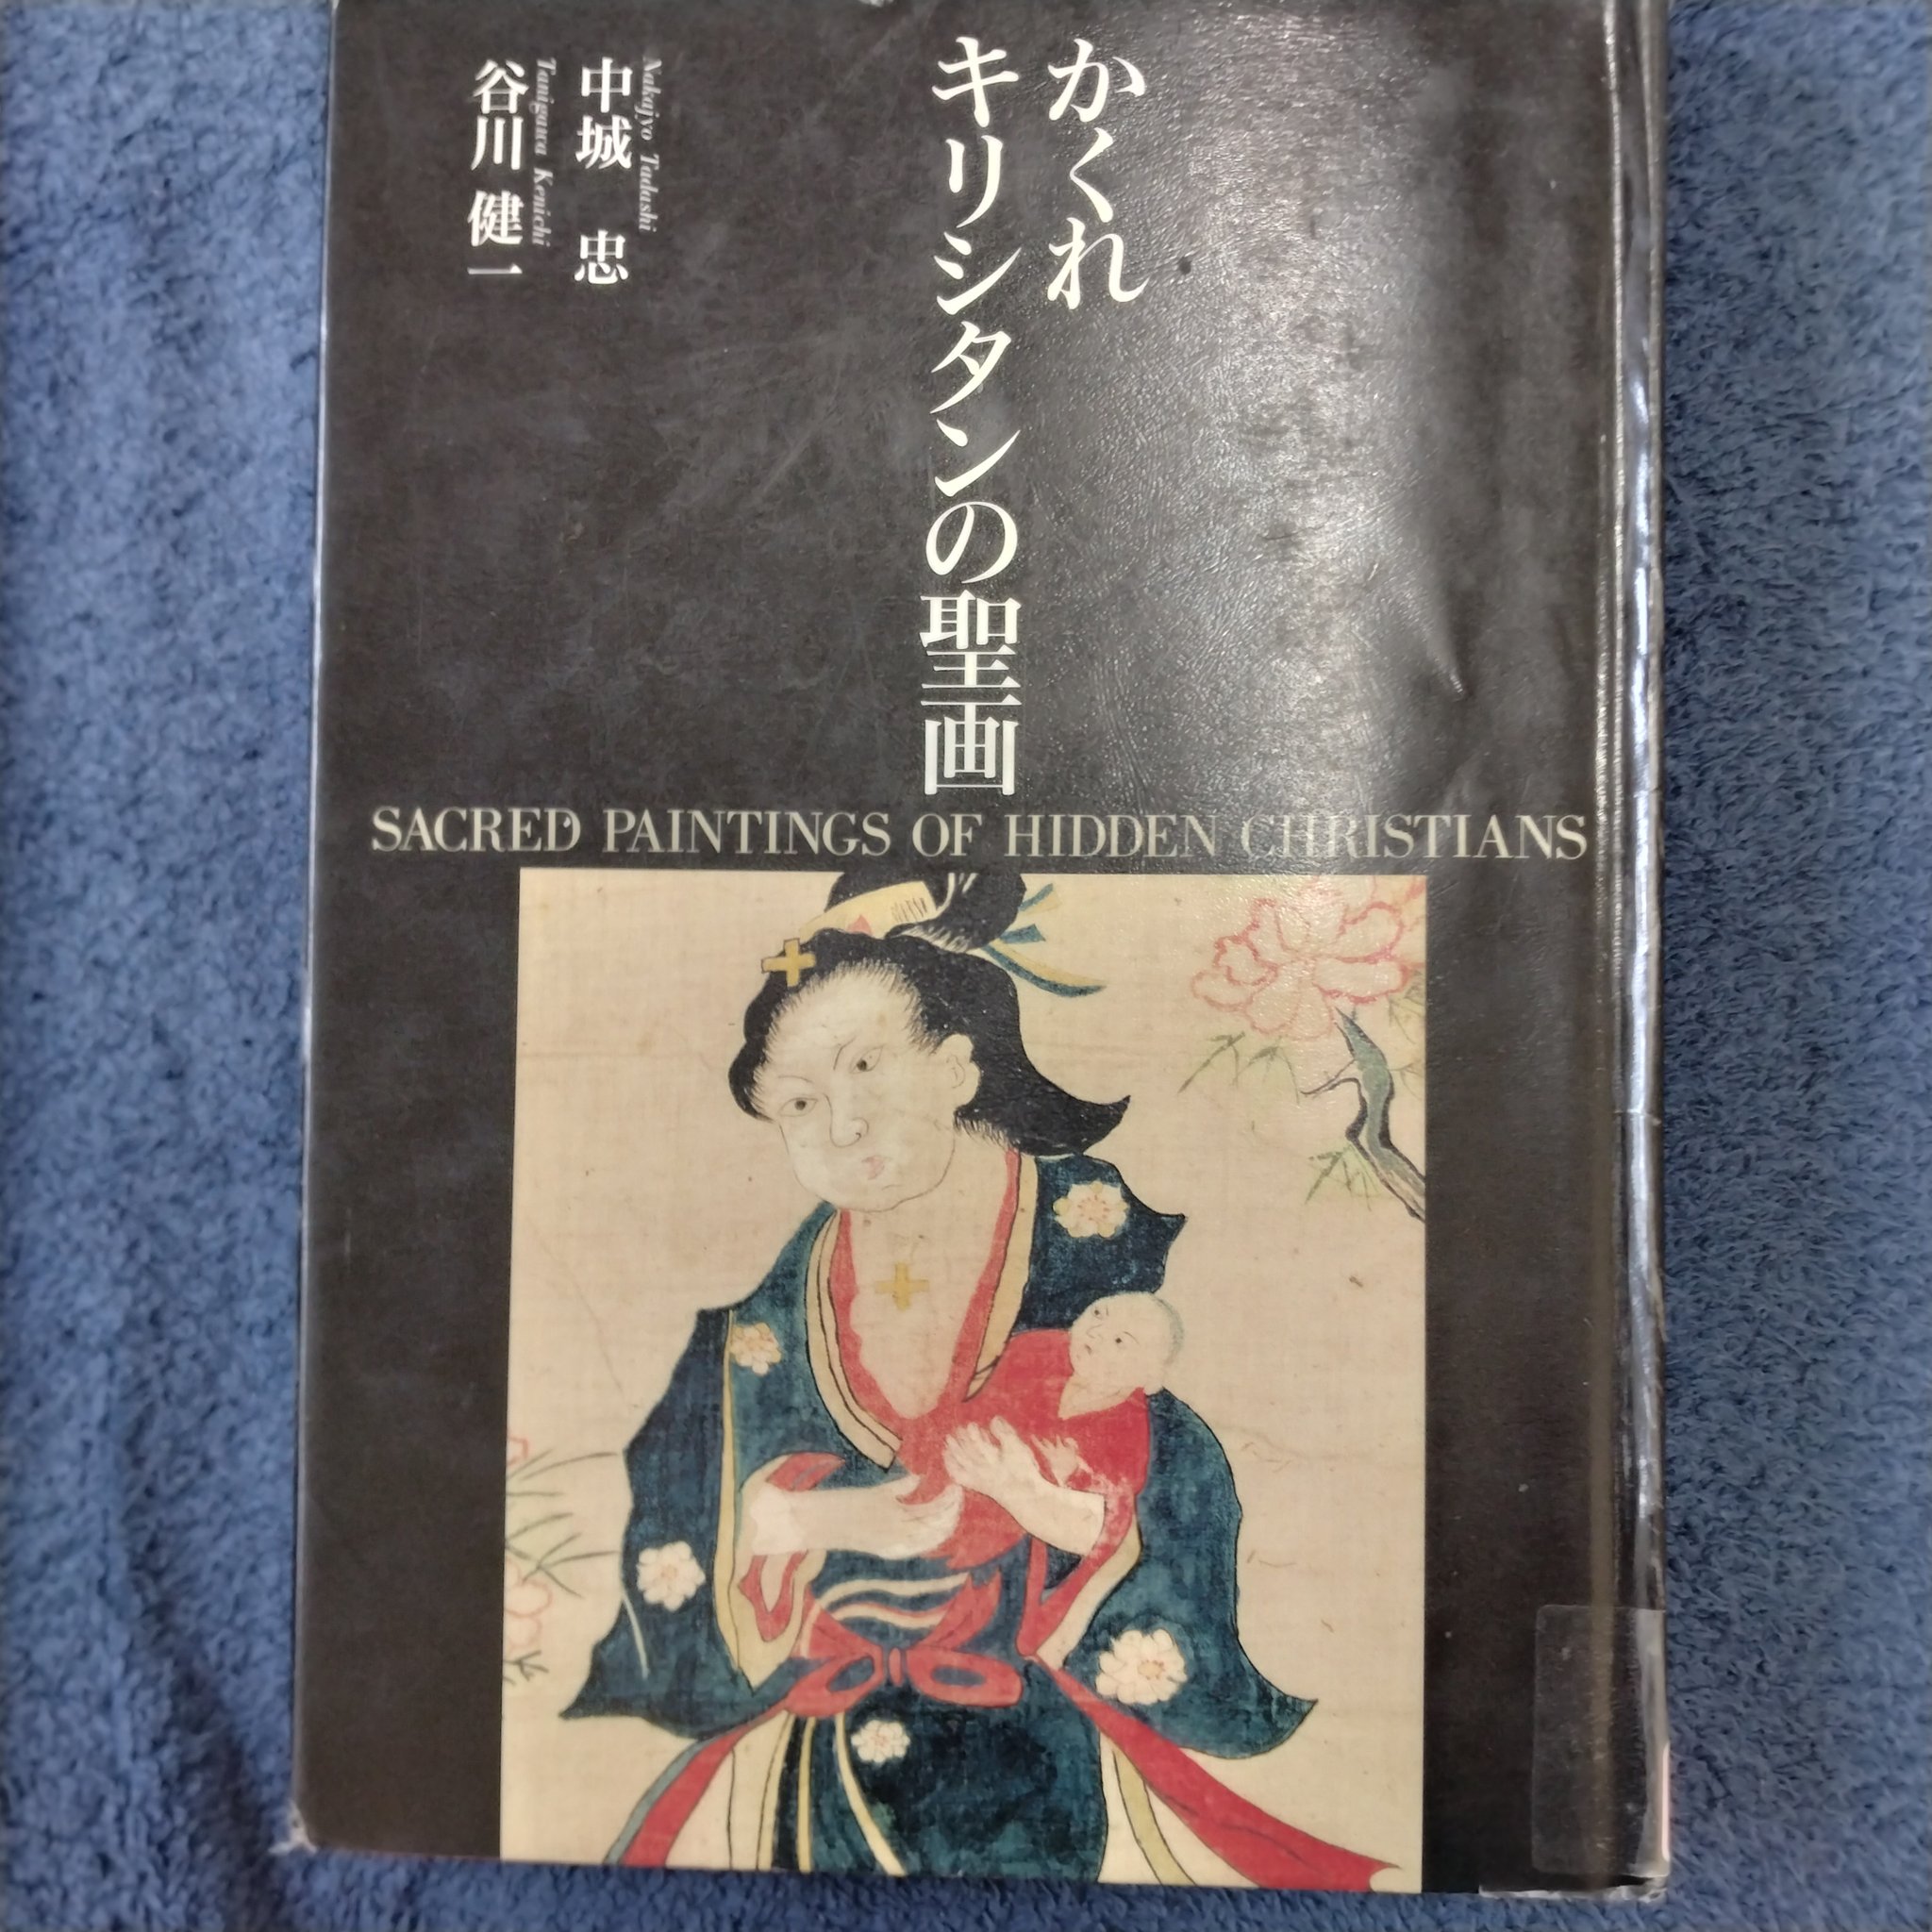 かくれ
キリシタンの聖画
Nakajyo Tadashi
中城 忠
Tanigawa Kenichi
谷川 健一
SACRED PAINTINGS OF HIDDEN CHRISTIANS